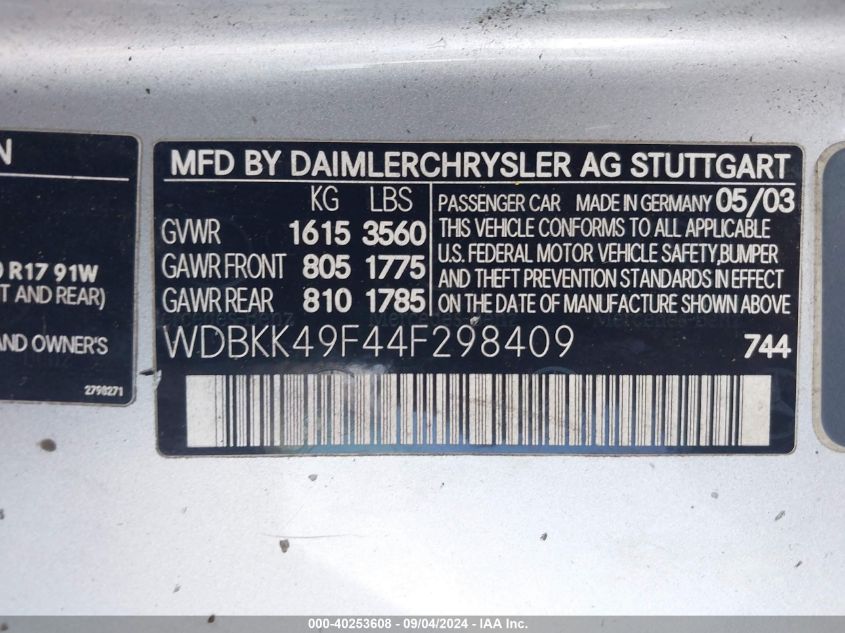 N
R17 91W
T AND REAR)
AND OWNER'S
2798271
MFD BY DAIMLERCHRYSLER AG STUTTGART
KG LBS
GVWR 1615 3560
GAWR FRONT 805 1775
GAWR REAR 810 1785
PASSENGER CAR MADE IN GERMANY 05/03
THIS VEHICLE CONFORMS TO ALL APPLICABLE
U.S. FEDERAL MOTOR VEHICLE SAFETY,BUMPER
AND THEFT PREVENTION STANDARDS IN EFFECT
ON THE DATE OF MANUFACTURE SHOWN ABOVE
WDBKK49F44F298409 744
000-40253608 - 09/04/2024 - IAA Inc.